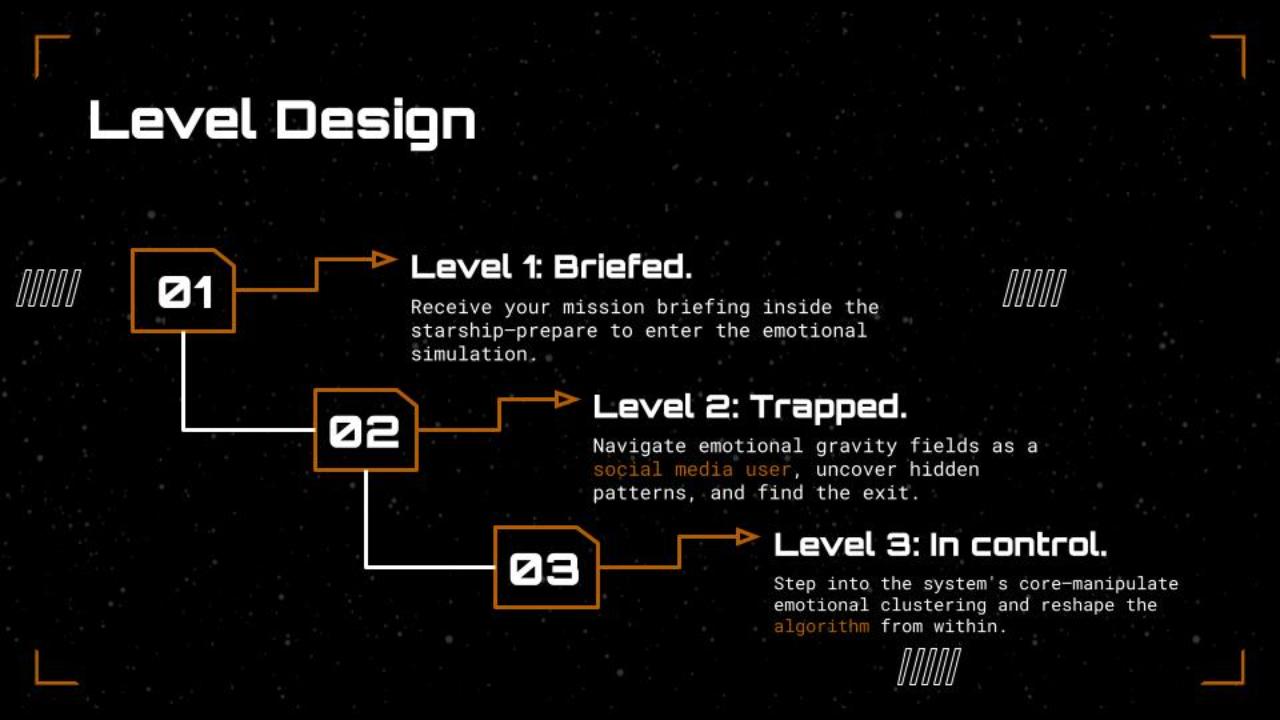 Level Design
01
Level 1: Briefed.
Receive your mission briefing inside the
starship—prepare to enter the emotional
simulation.
02
Level 2: Trapped.
Navigate emotional gravity fields as a
social media user, uncover hidden
patterns, and find the exit.
03
Level 3: In control.
Step into the system's core—manipulate
emotional clustering and reshape the
algorithm from within.